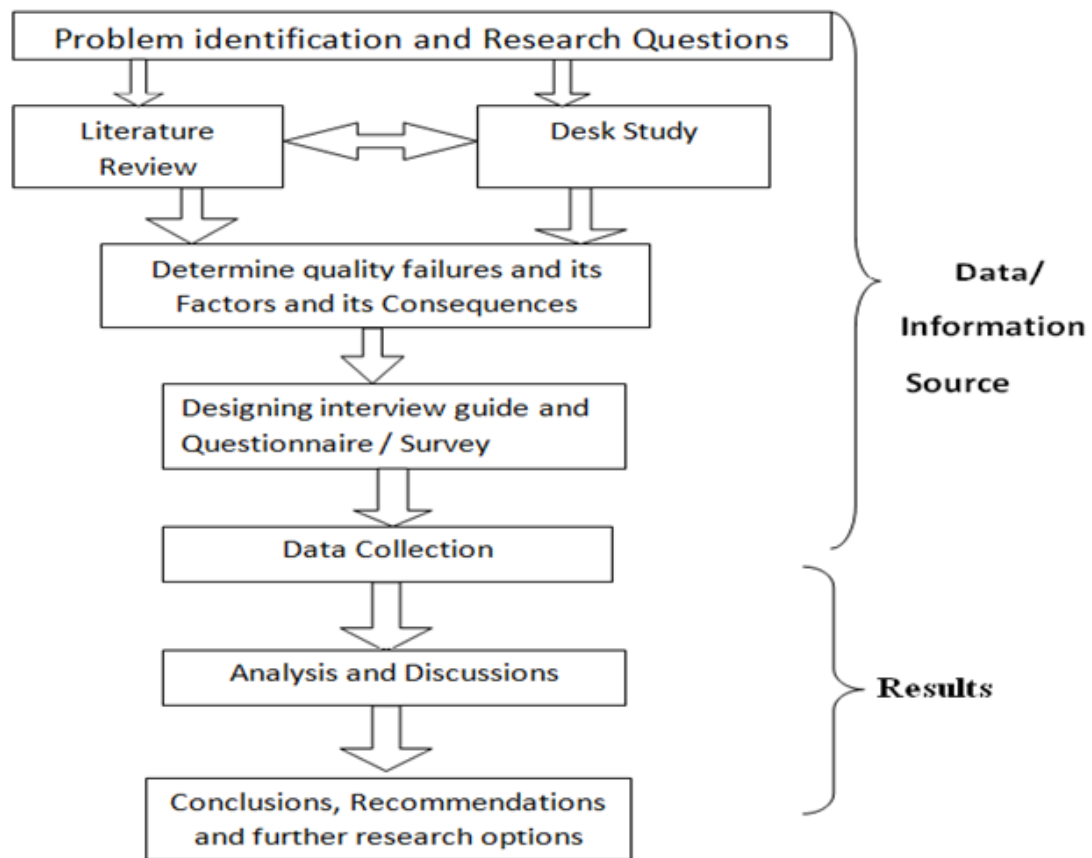 Problem identification and Research Questions
Literature
Review
Desk Study
Determine quality failures and its
Factors and its Consequences
Data/
Information
Source
Designing interview guide and
Questionnaire / Survey
Data Collection
Analysis and Discussions
Results
Conclusions, Recommendations
and further research options